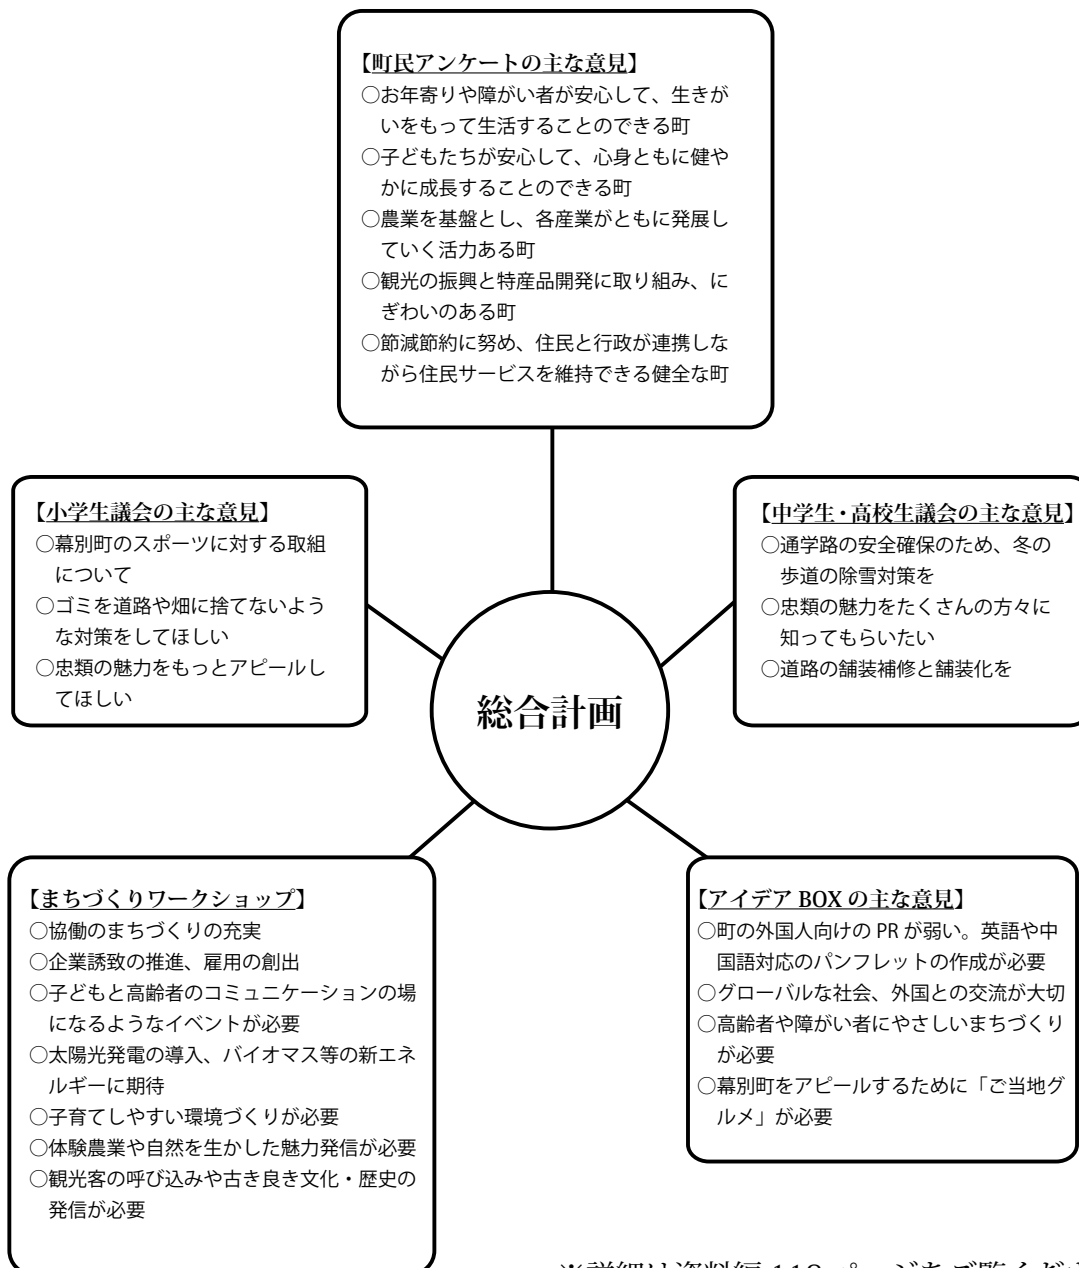 【町民アンケートの主な意見】
○お年寄りや障がい者が安心して、生きが
いをもって生活することのできる町
○子どもたちが安心して、心身ともに健や
かに成長することのできる町
○農業を基盤とし、各産業がともに発展し
ていく活力ある町
○観光の振興と特産品開発に取り組み、に
ぎわいのある町
○節減節約に努め、住民と行政が連携しな
がら住民サービスを維持できる健全な町
【小学生議会の主な意見】
○幕別町のスポーツに対する取組
について
○ゴミを道路や畑に捨てないよう
な対策をしてほしい
○忠類の魅力をもっとアピールし
てほしい
【中学生・高校生議会の主な意見】
○通学路の安全確保のため、冬の
歩道の除雪対策を
○忠類の魅力をたくさんの方々に
知ってもらいたい
○道路の舗装補修と舗装化を
総合計画
【まちづくりワークショップ】
○協働のまちづくりの充実
○企業誘致の推進、雇用の創出
○子どもと高齢者のコミュニケーションの場
になるようなイベントが必要
○太陽光発電の導入、バイオマス等の新エネ
ルギーに期待
○子育てしやすい環境づくりが必要
○体験農業や自然を生かした魅力発信が必要
○観光客の呼び込みや古き良き文化・歴史の
発信が必要
【アイデア BOX の主な意見】
○町の外国人向けの PR が弱い。英語や中
国語対応のパンフレットの作成が必要
○グローバルな社会、外国との交流が大切
○高齢者や障がい者にやさしいまちづくり
が必要
○幕別町をアピールするために「ご当地グ
ルメ」が必要